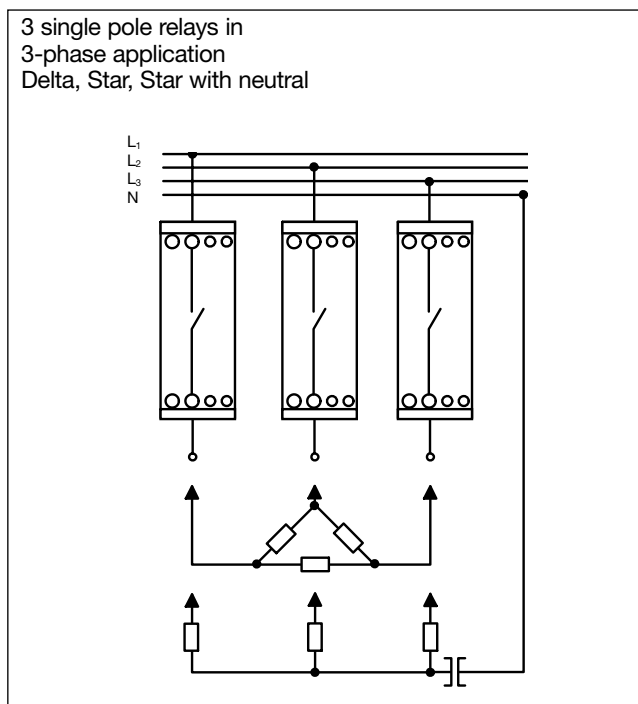 3 single pole relays in
3-phase application
Delta, Star, Star with neutral
L₁
L₂
L₃
N